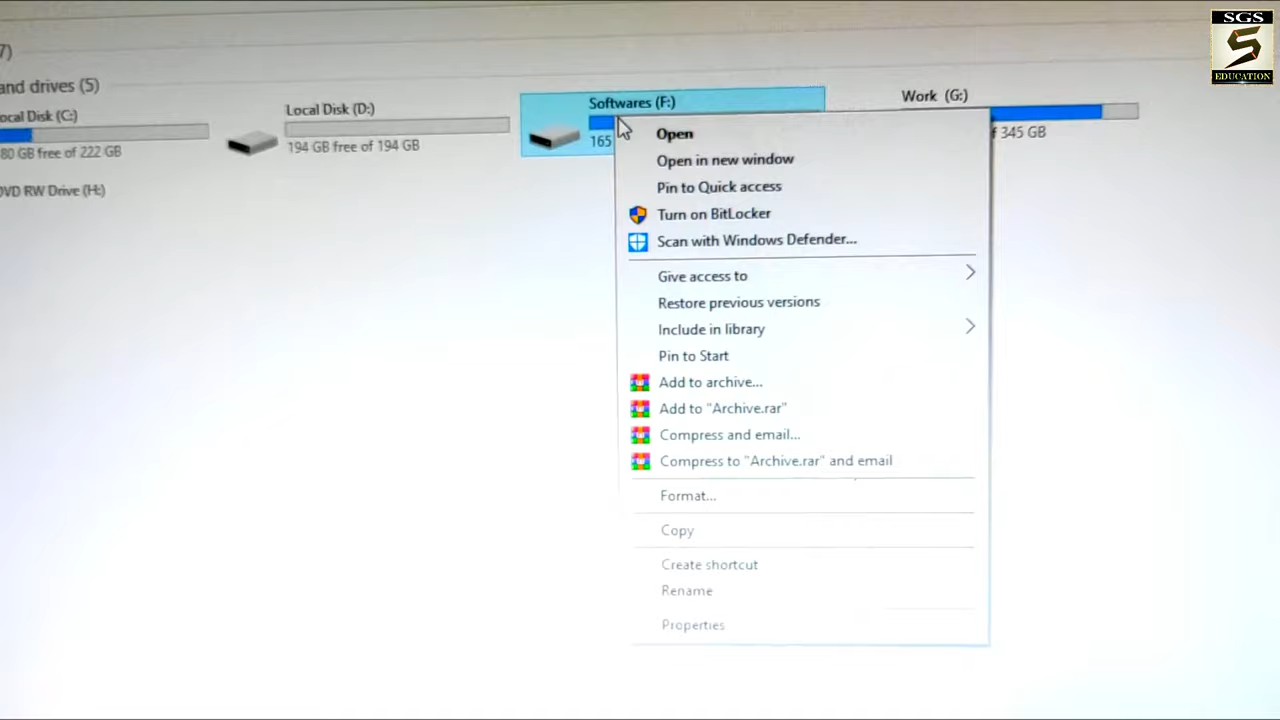 7)
and drives (5)
ocal Disk (C:)
80 GB free of 222 GB
Local Disk (D:)
194 GB free of 194 GB
Softwares (F:)
165
Work (G:)
f 345 GB
DVD RW Drive (H:)
Open
Open in new window
Pin to Quick access
Turn on BitLocker
Scan with Windows Defender...
Give access to
Restore previous versions
Include in library
Pin to Start
Add to archive...
Add to "Archive.rar"
Compress and email...
Compress to "Archive.rar" and email
Format...
Copy
Create shortcut
Rename
Properties
SGS
S
EDUCATION